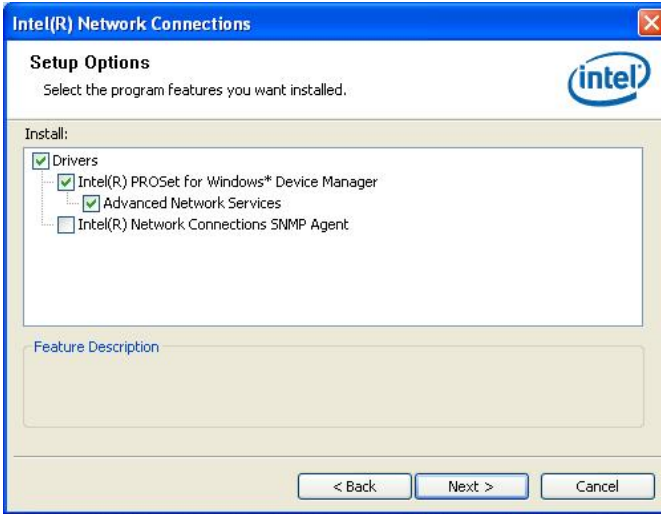 Intel(R) Network Connections
Setup Options
Select the program features you want installed.
intel
Install:
Drivers
Intel(R) PROSet for Windows* Device Manager
Advanced Network Services
Intel(R) Network Connections SNMP Agent
Feature Description
< Back
Next >
Cancel